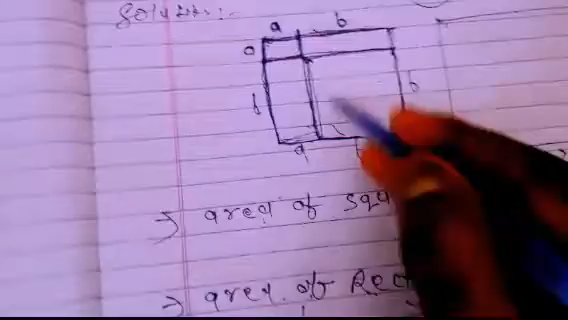 Solution:-
a b
a
b b
a
→ area of squ
→ area of Rec